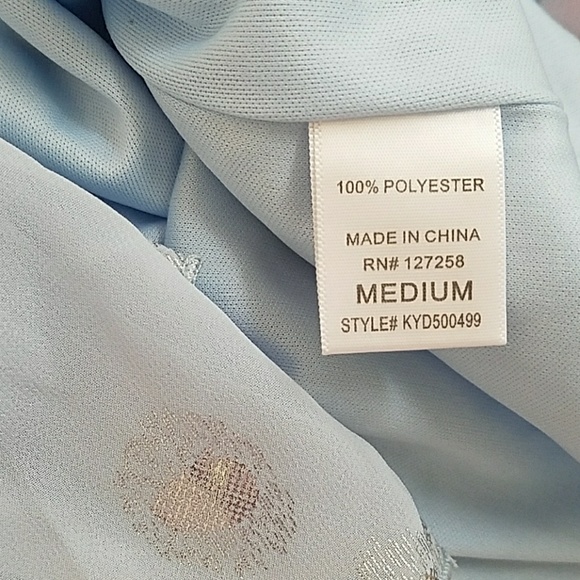 100% POLYESTER
MADE IN CHINA
RN# 127258
MEDIUM
STYLE# KYD500499